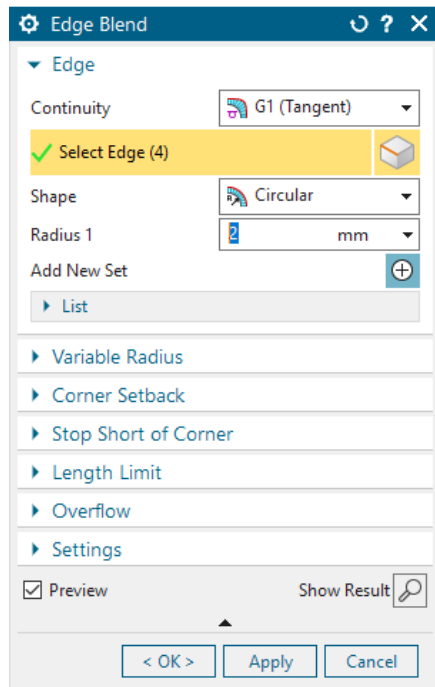 Edge Blend
Edge
Continuity G1 (Tangent)
Select Edge (4)
Shape Circular
Radius 1 2 mm
Add New Set
List
Variable Radius
Corner Setback
Stop Short of Corner
Length Limit
Overflow
Settings
Preview Show Result
< OK > Apply Cancel